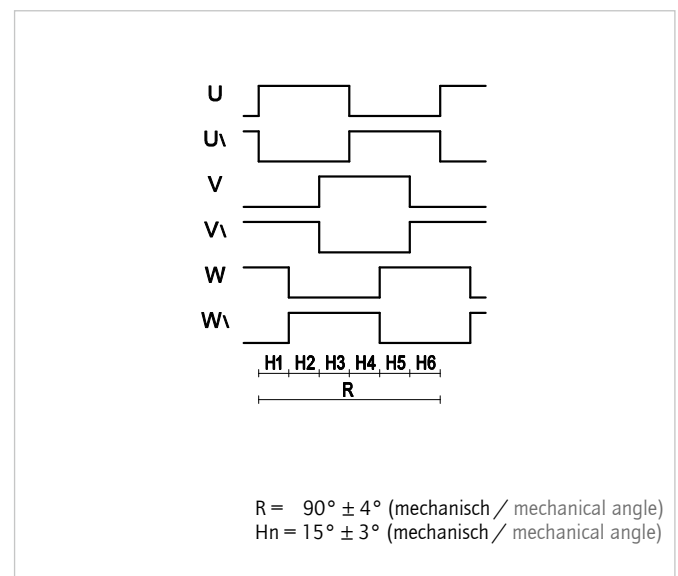 U
U\
V
V\
W
W\
H1 H2 H3 H4 H5 H6
R
R = 90° ± 4° (mechanisch / mechanical angle)
Hn = 15° ± 3° (mechanisch / mechanical angle)